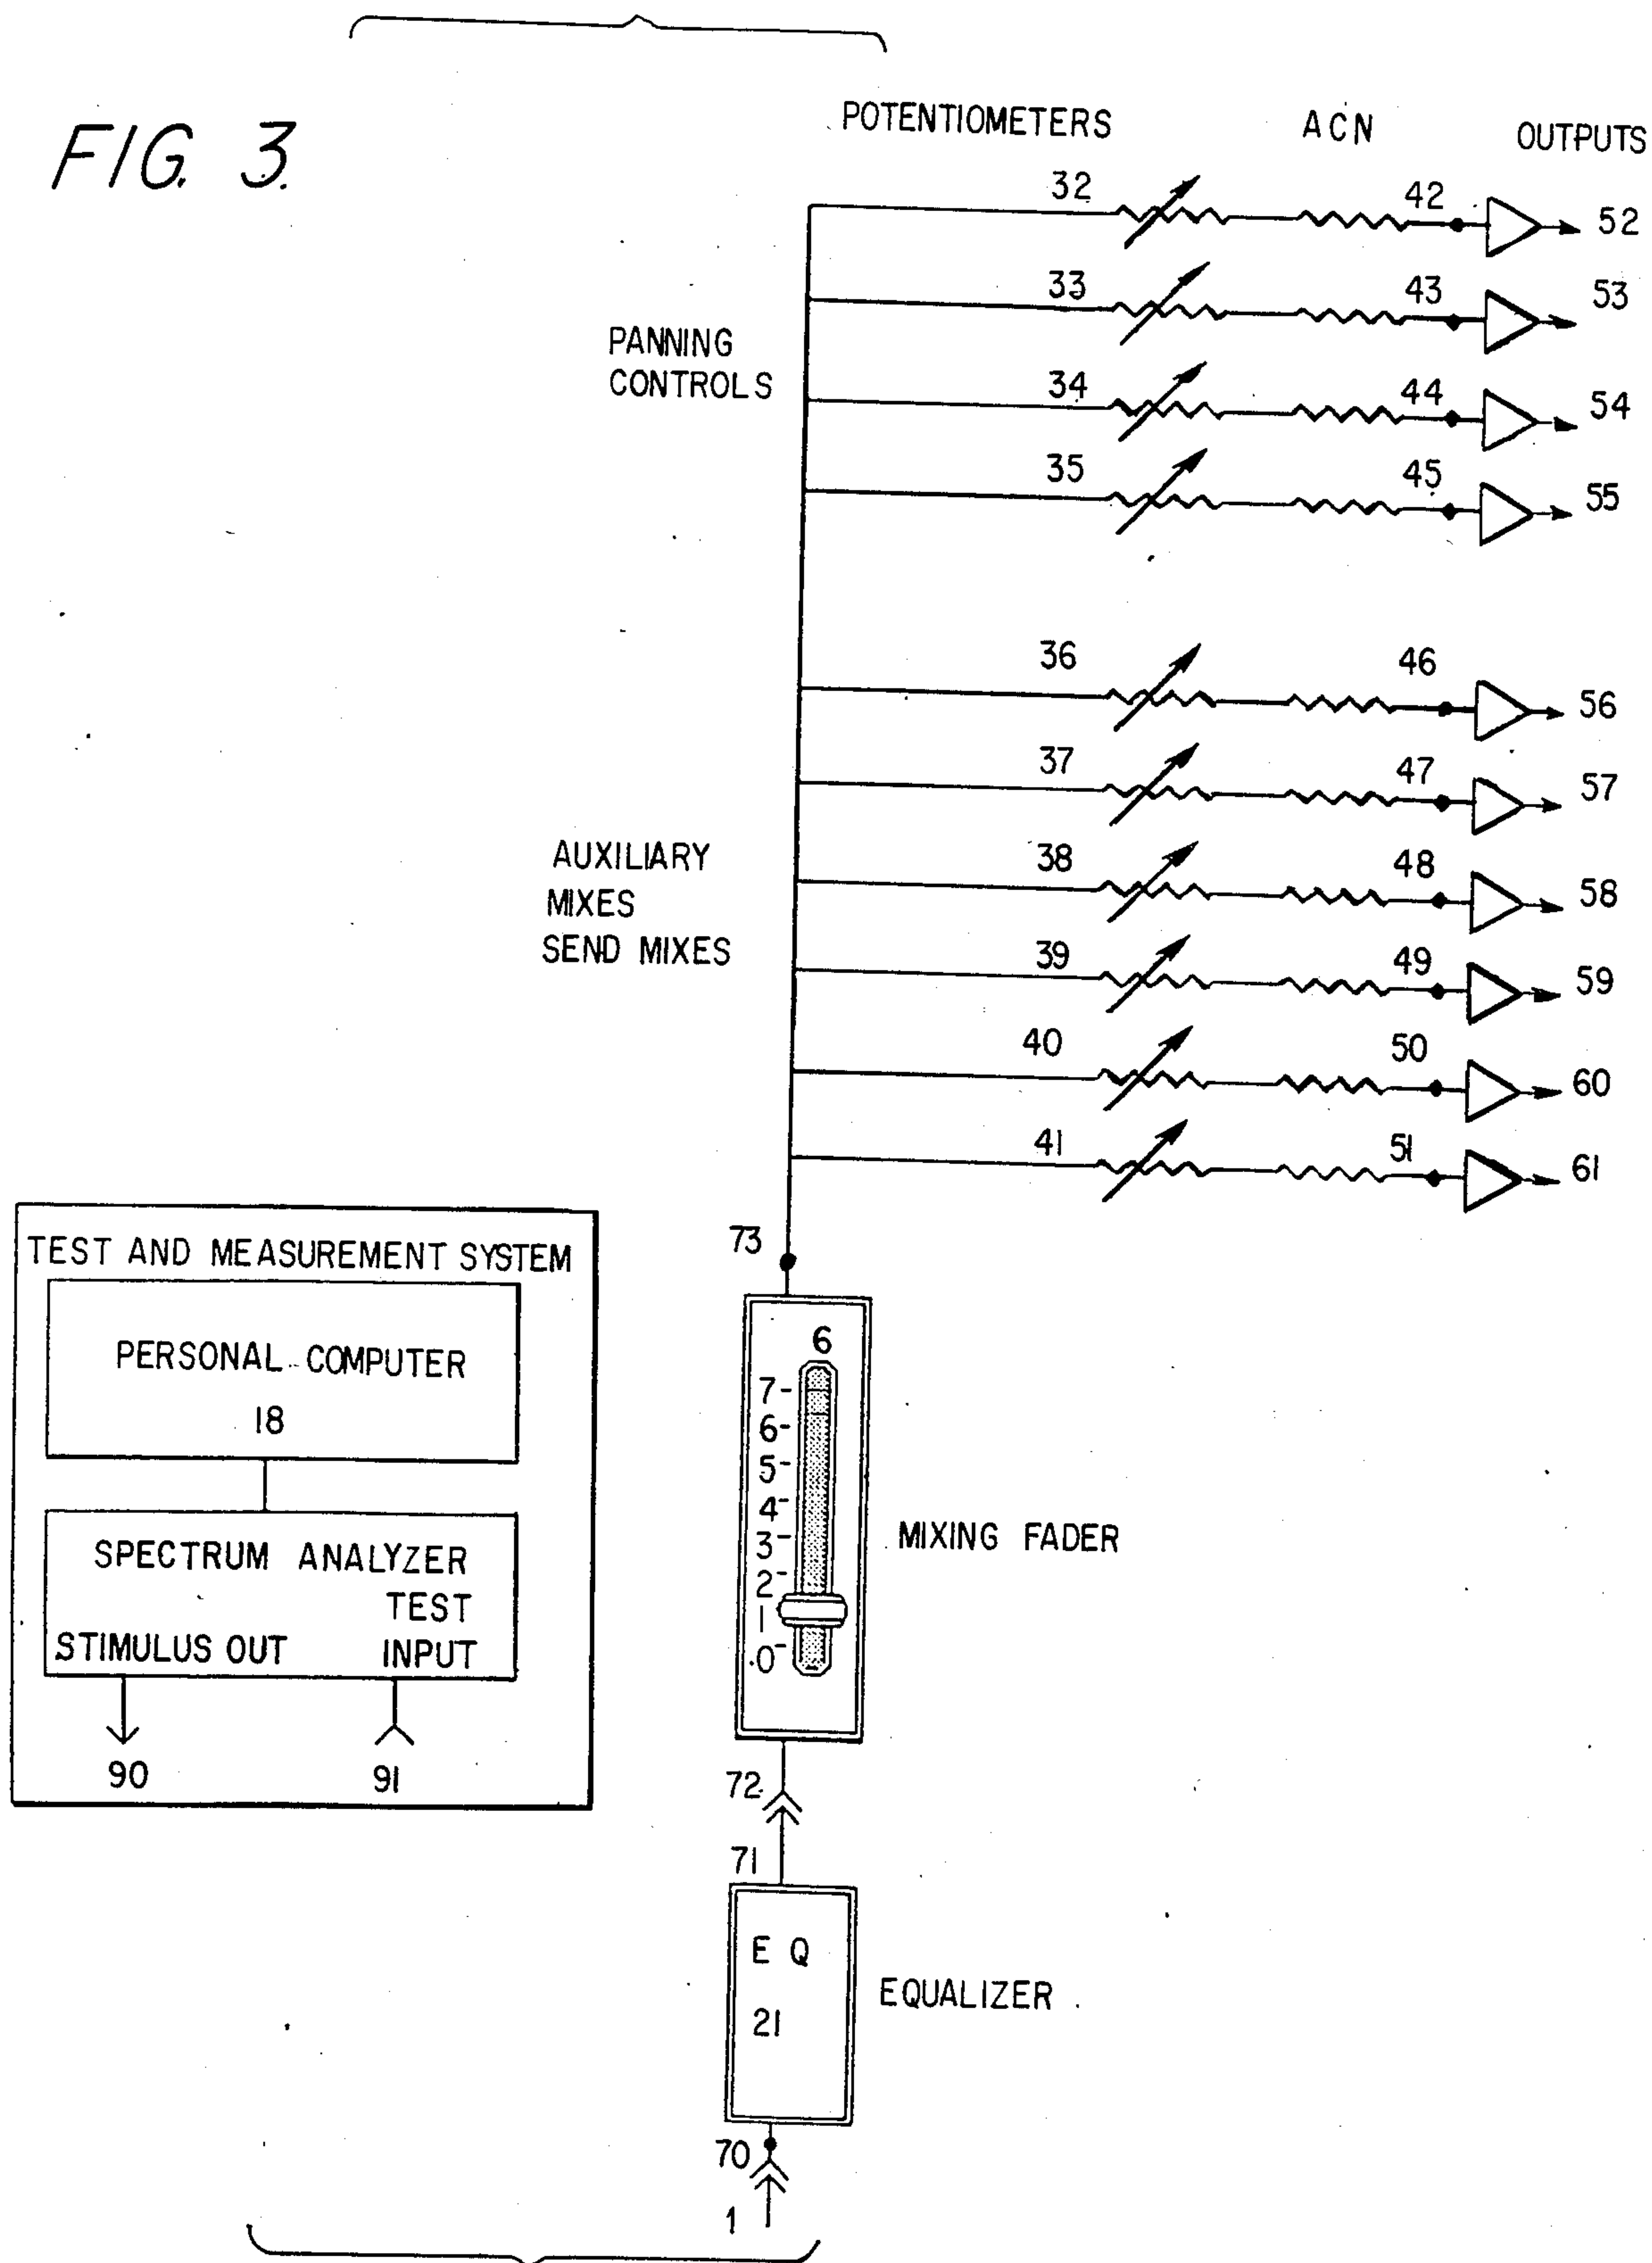 FIG. 3.
POTENTIOMETERS ACN OUTPUTS
32 42 52
33 43 53
PANNING
CONTROLS
34 44 54
35 45 55
36 46 56
37 47 57
AUXILIARY
MIXES
SEND MIXES
38 48 58
39 49 59
40 50 60
41 51 61
73
TEST AND MEASUREMENT SYSTEM
PERSONAL COMPUTER
18
SPECTRUM ANALYZER
TEST
STIMULUS OUT INPUT
90 91
6
7-
6-
5-
4-
3-
2-
1
0-
MIXING FADER
72
71
EQ
21
EQUALIZER
70
1